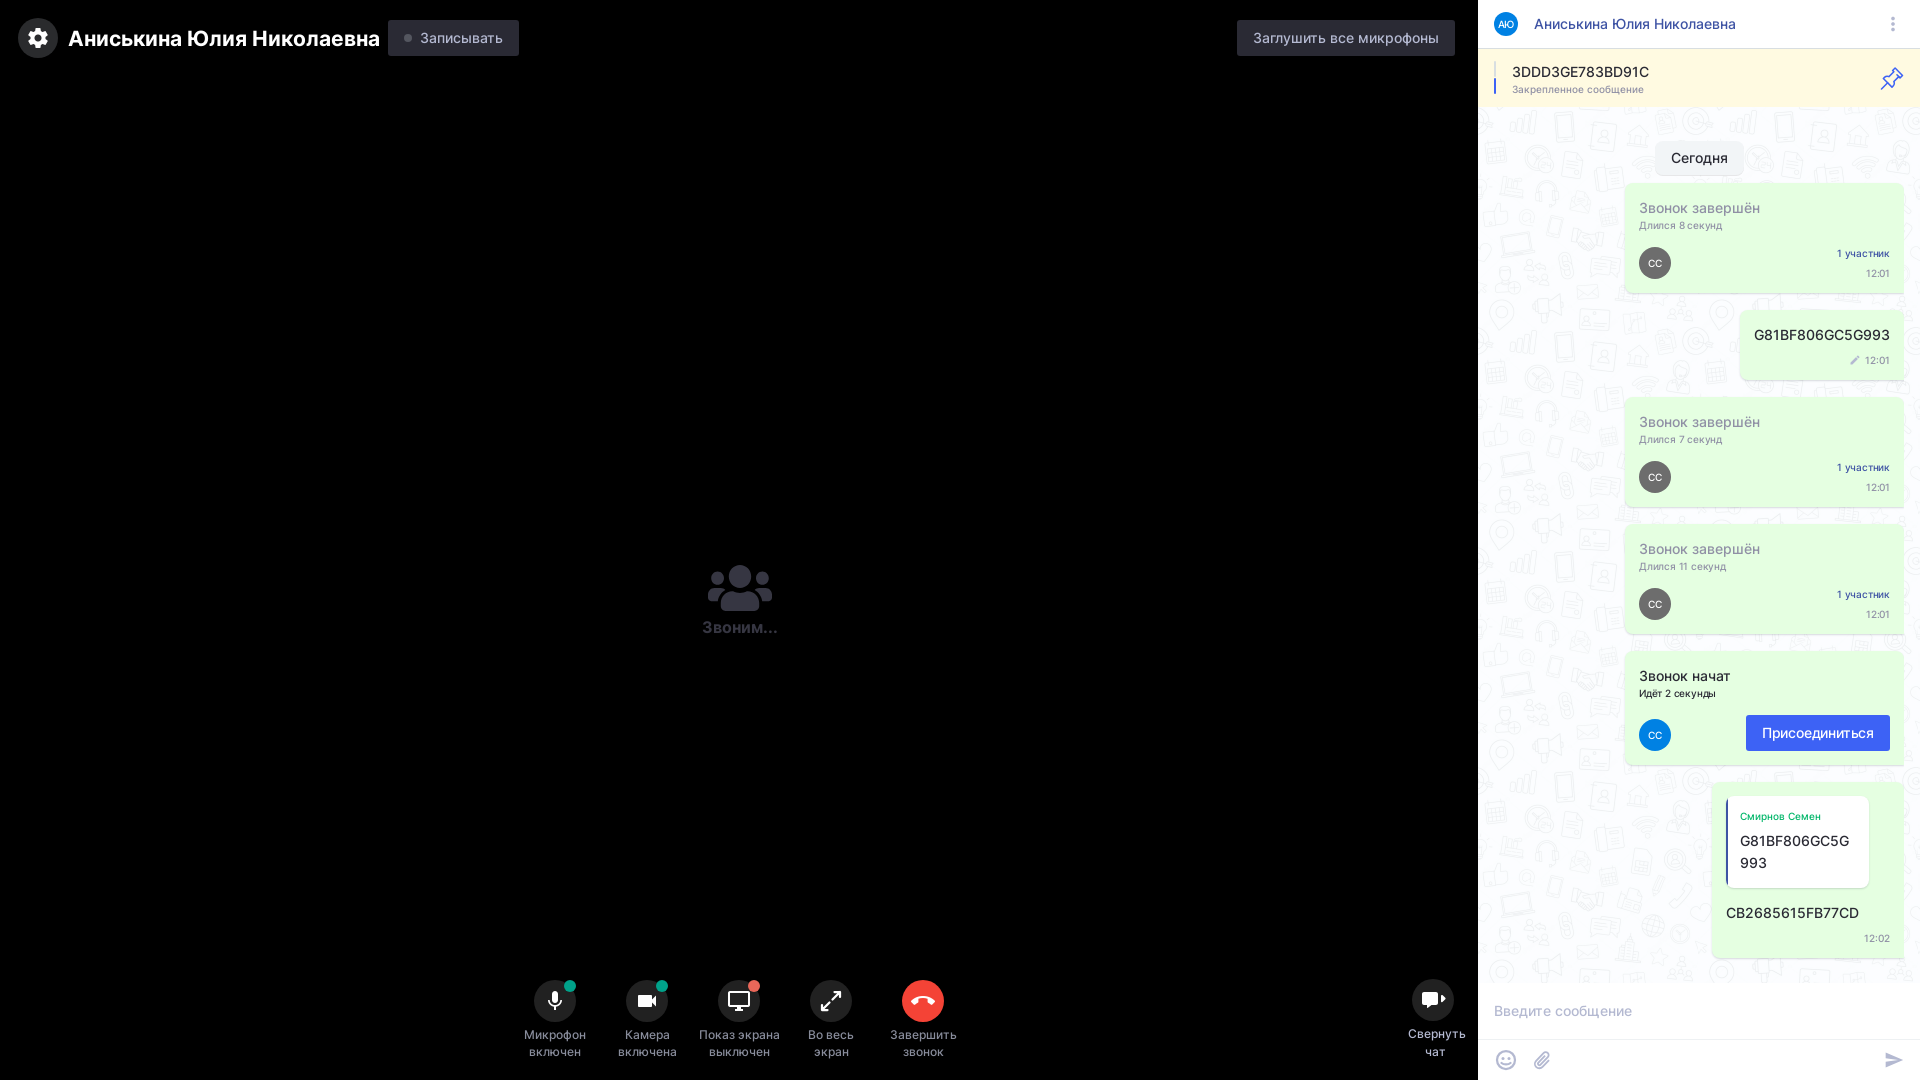 Аниськина Юлия Николаевна
Записывать
Заглушить все микрофоны
Звоним...
Микрофон
включен
Камера
включена
Показ экрана
выключен
Во весь
экран
Завершить
звонок
Свернуть
чат
АЮ
Аниськина Юлия Николаевна
3DDD3GE783BD91C
Закрепленное сообщение
Сегодня
Звонок завершён
Длился 8 секунд
СС
1 участник
12:01
G81BF806GC5G993
12:01
Звонок завершён
Длился 7 секунд
СС
1 участник
12:01
Звонок завершён
Длился 11 секунд
СС
1 участник
12:01
Звонок начат
Идёт 2 секунды
СС
Присоединиться
Смирнов Семен
G81BF806GC5G
993
CB2685615FB77CD
12:02
Введите сообщение